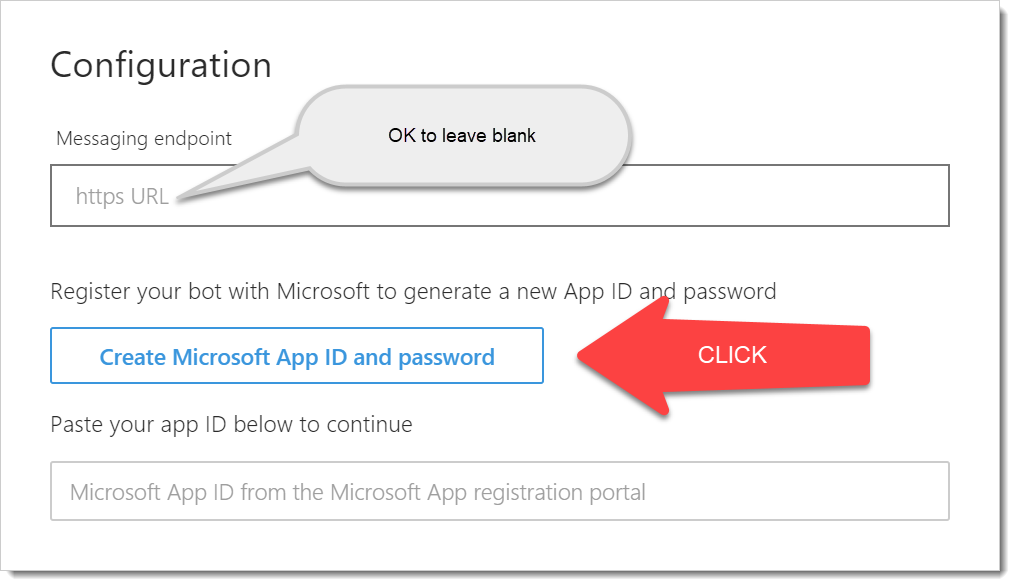 Configuration
OK to leave blank
Messaging endpoint
https URL
Register your bot with Microsoft to generate a new App ID and password
Create Microsoft App ID and password
CLICK
Paste your app ID below to continue
Microsoft App ID from the Microsoft App registration portal